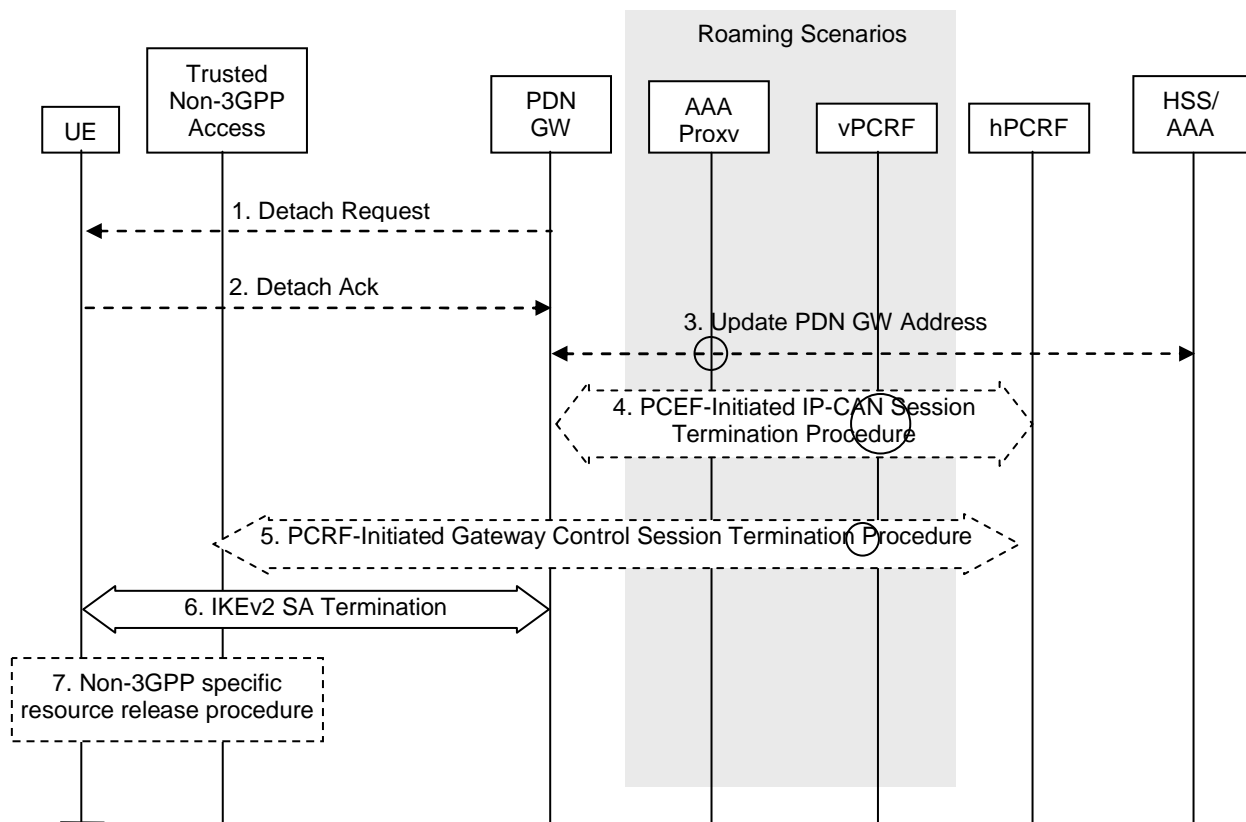 Roaming Scenarios
UE
Trusted
Non-3GPP
Access
PDN
GW
AAA
Proxv
vPCRF
hPCRF
HSS/
AAA
1. Detach Request
2. Detach Ack
3. Update PDN GW Address
4. PCEF-Initiated IP-CAN Session
Termination Procedure
5. PCRF-Initiated Gateway Control Session Termination Procedure
6. IKEv2 SA Termination
7. Non-3GPP specific
resource release procedure